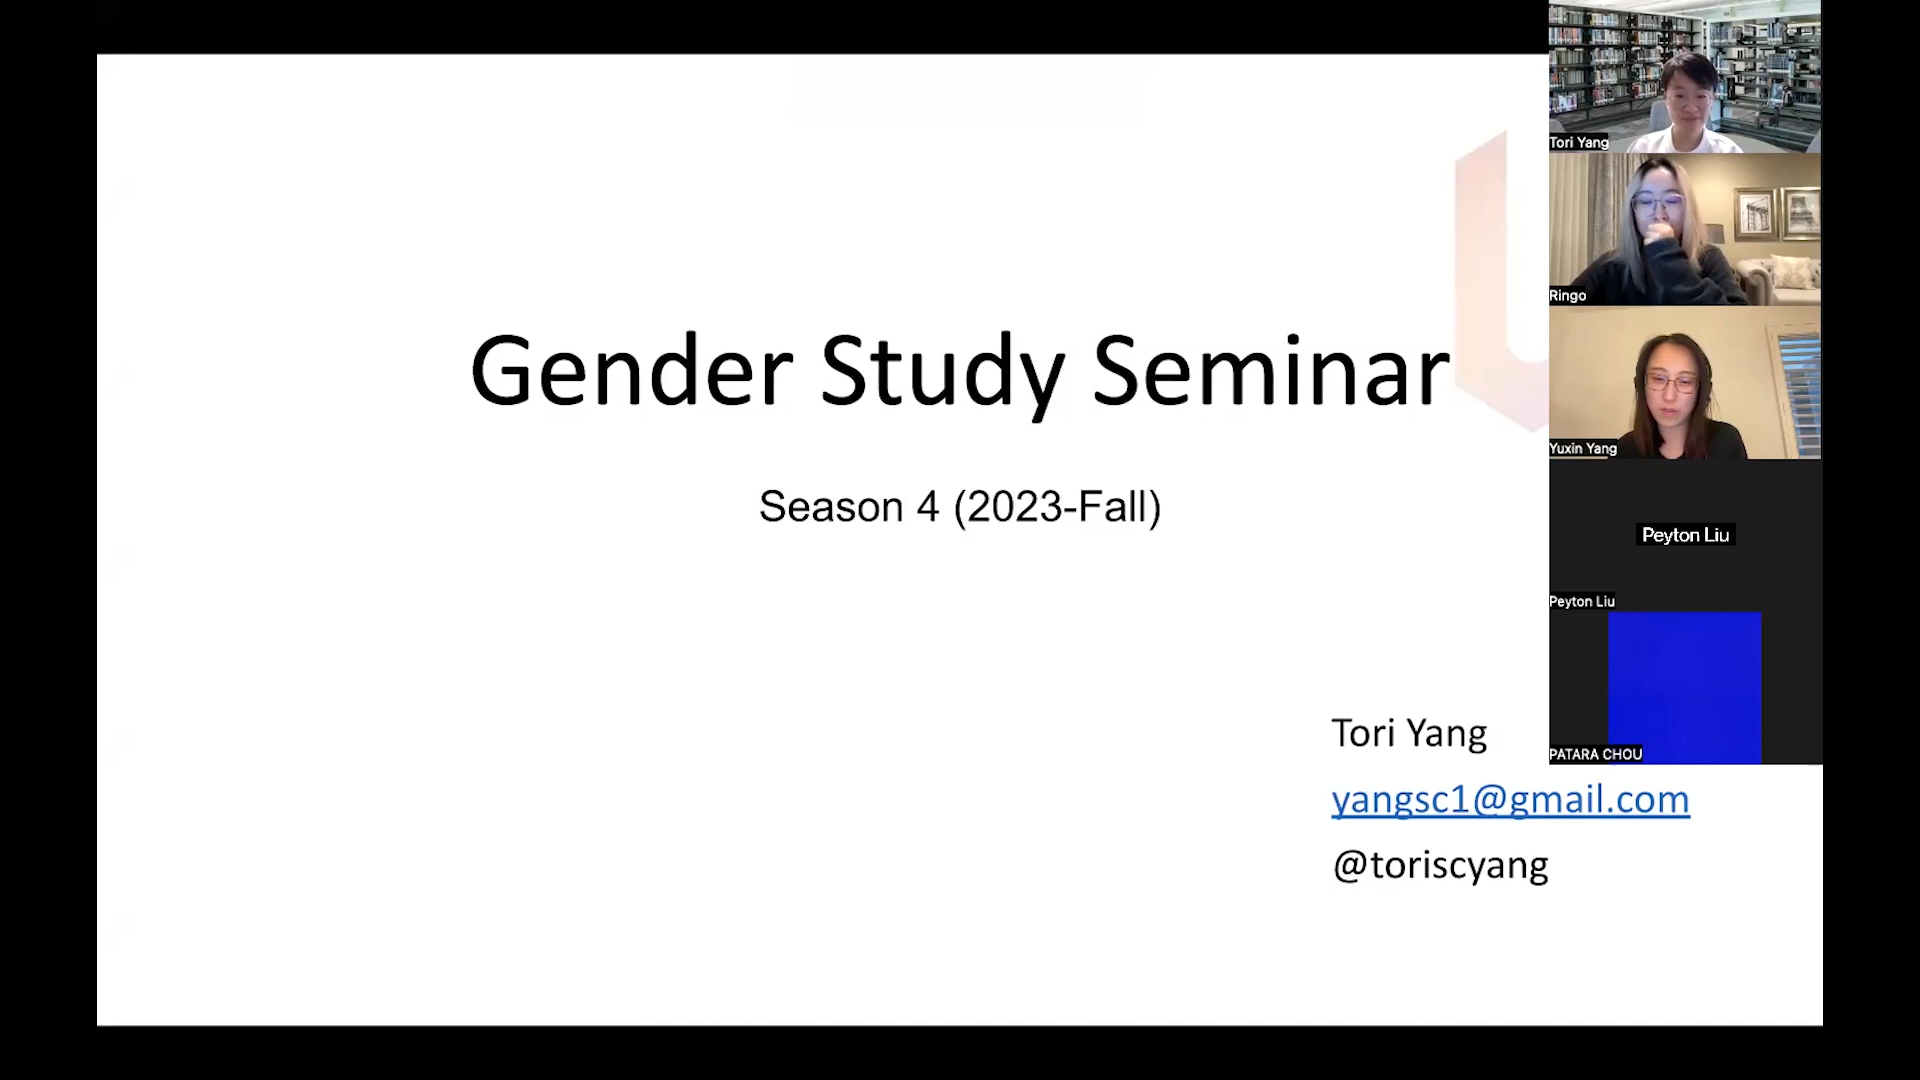 Gender Study Seminar
Season 4 (2023-Fall)
Tori Yang
yangsc1@gmail.com
@toriscyang
Tori Yang
Ringo
Yuxin Yang
Peyton Liu
Peyton Liu
PATARA CHOU